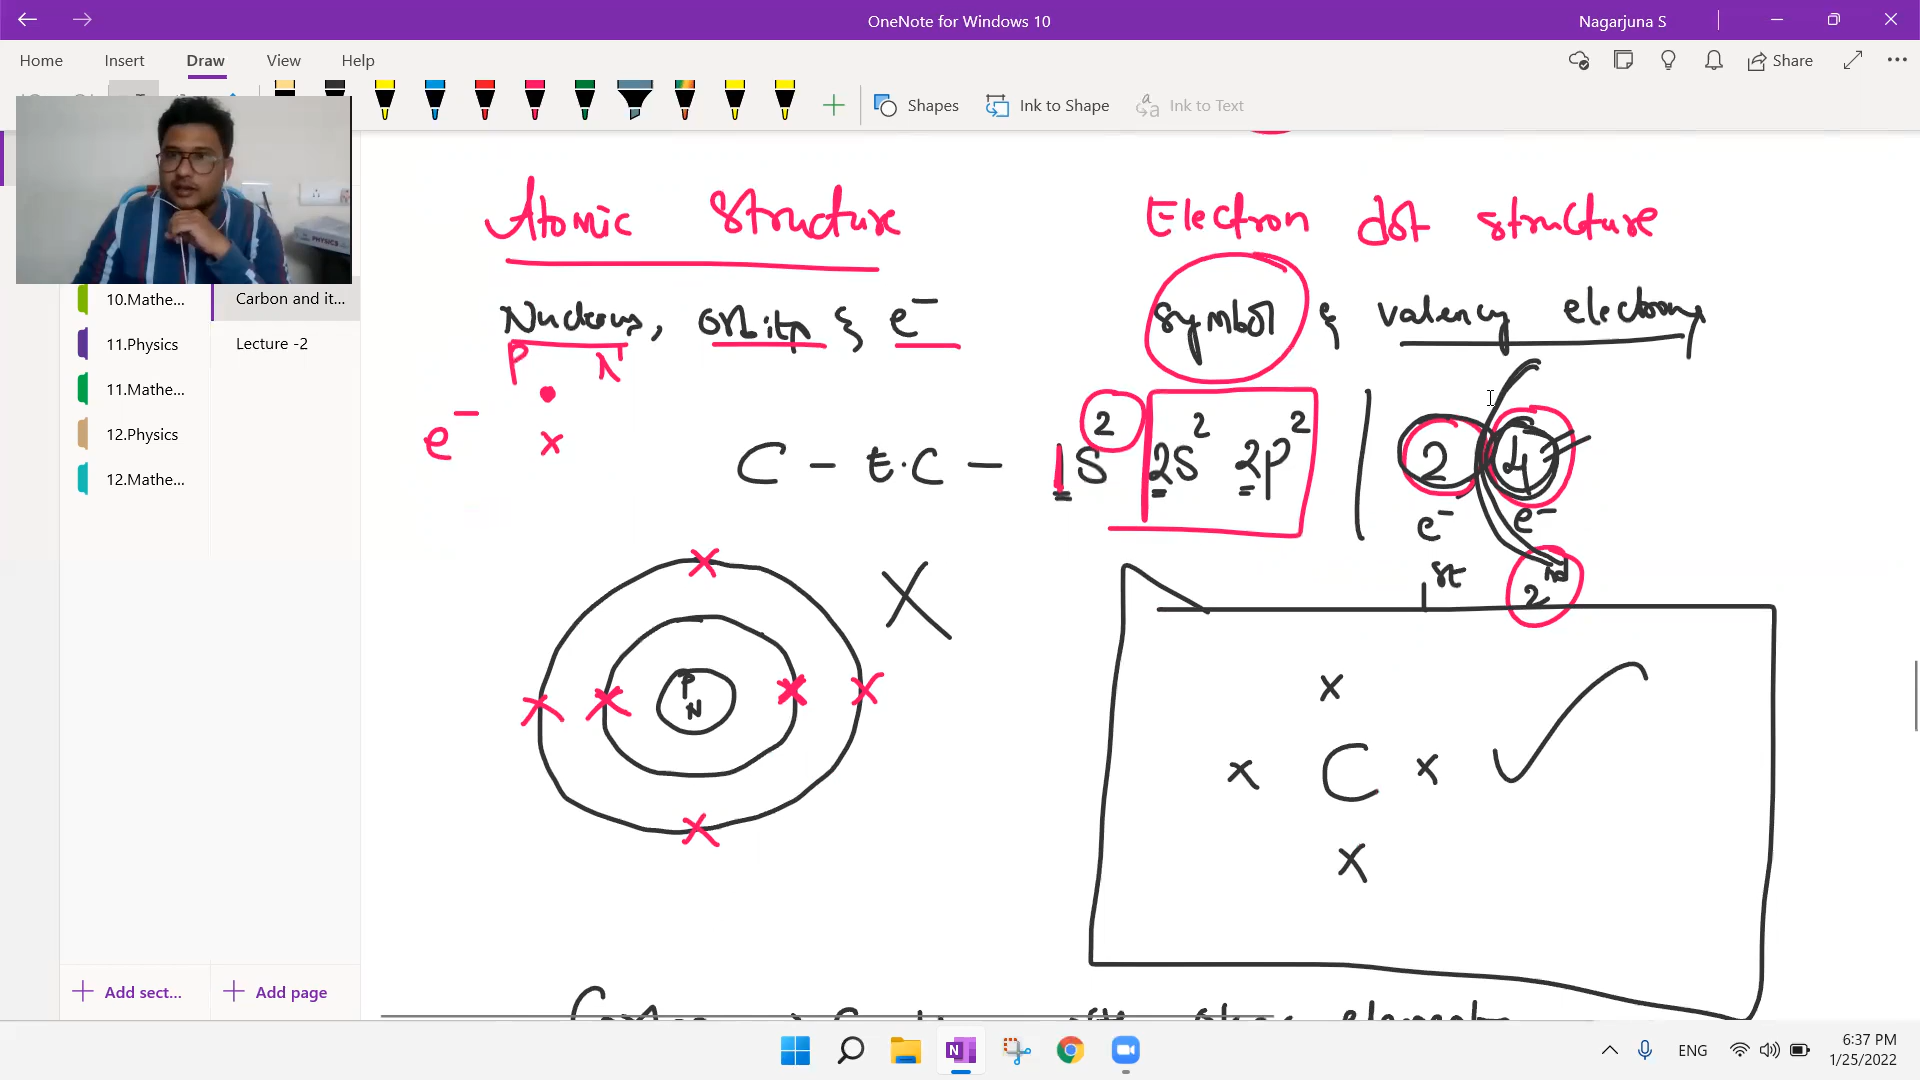 OneNote for Windows 10
Nagarjuna S
Home Insert Draw View Help
Share
Shapes Ink to Shape Ink to Text
PHYSICS
10.Mathe...
11.Physics
11.Mathe...
12.Physics
12.Mathe...
Carbon and it...
Lecture -2
Add sect...
Add page
Atomic Structure
Nucleus, orbits & e⁻
P N
e⁻
x
Electron dot structure
symbol & valency electrons
C - E.C - 1S² 2S² 2P² | 2 4
e⁻ e⁻
1st 2nd
P
N
x
x C x
x
elements
6:37 PM
ENG
1/25/2022